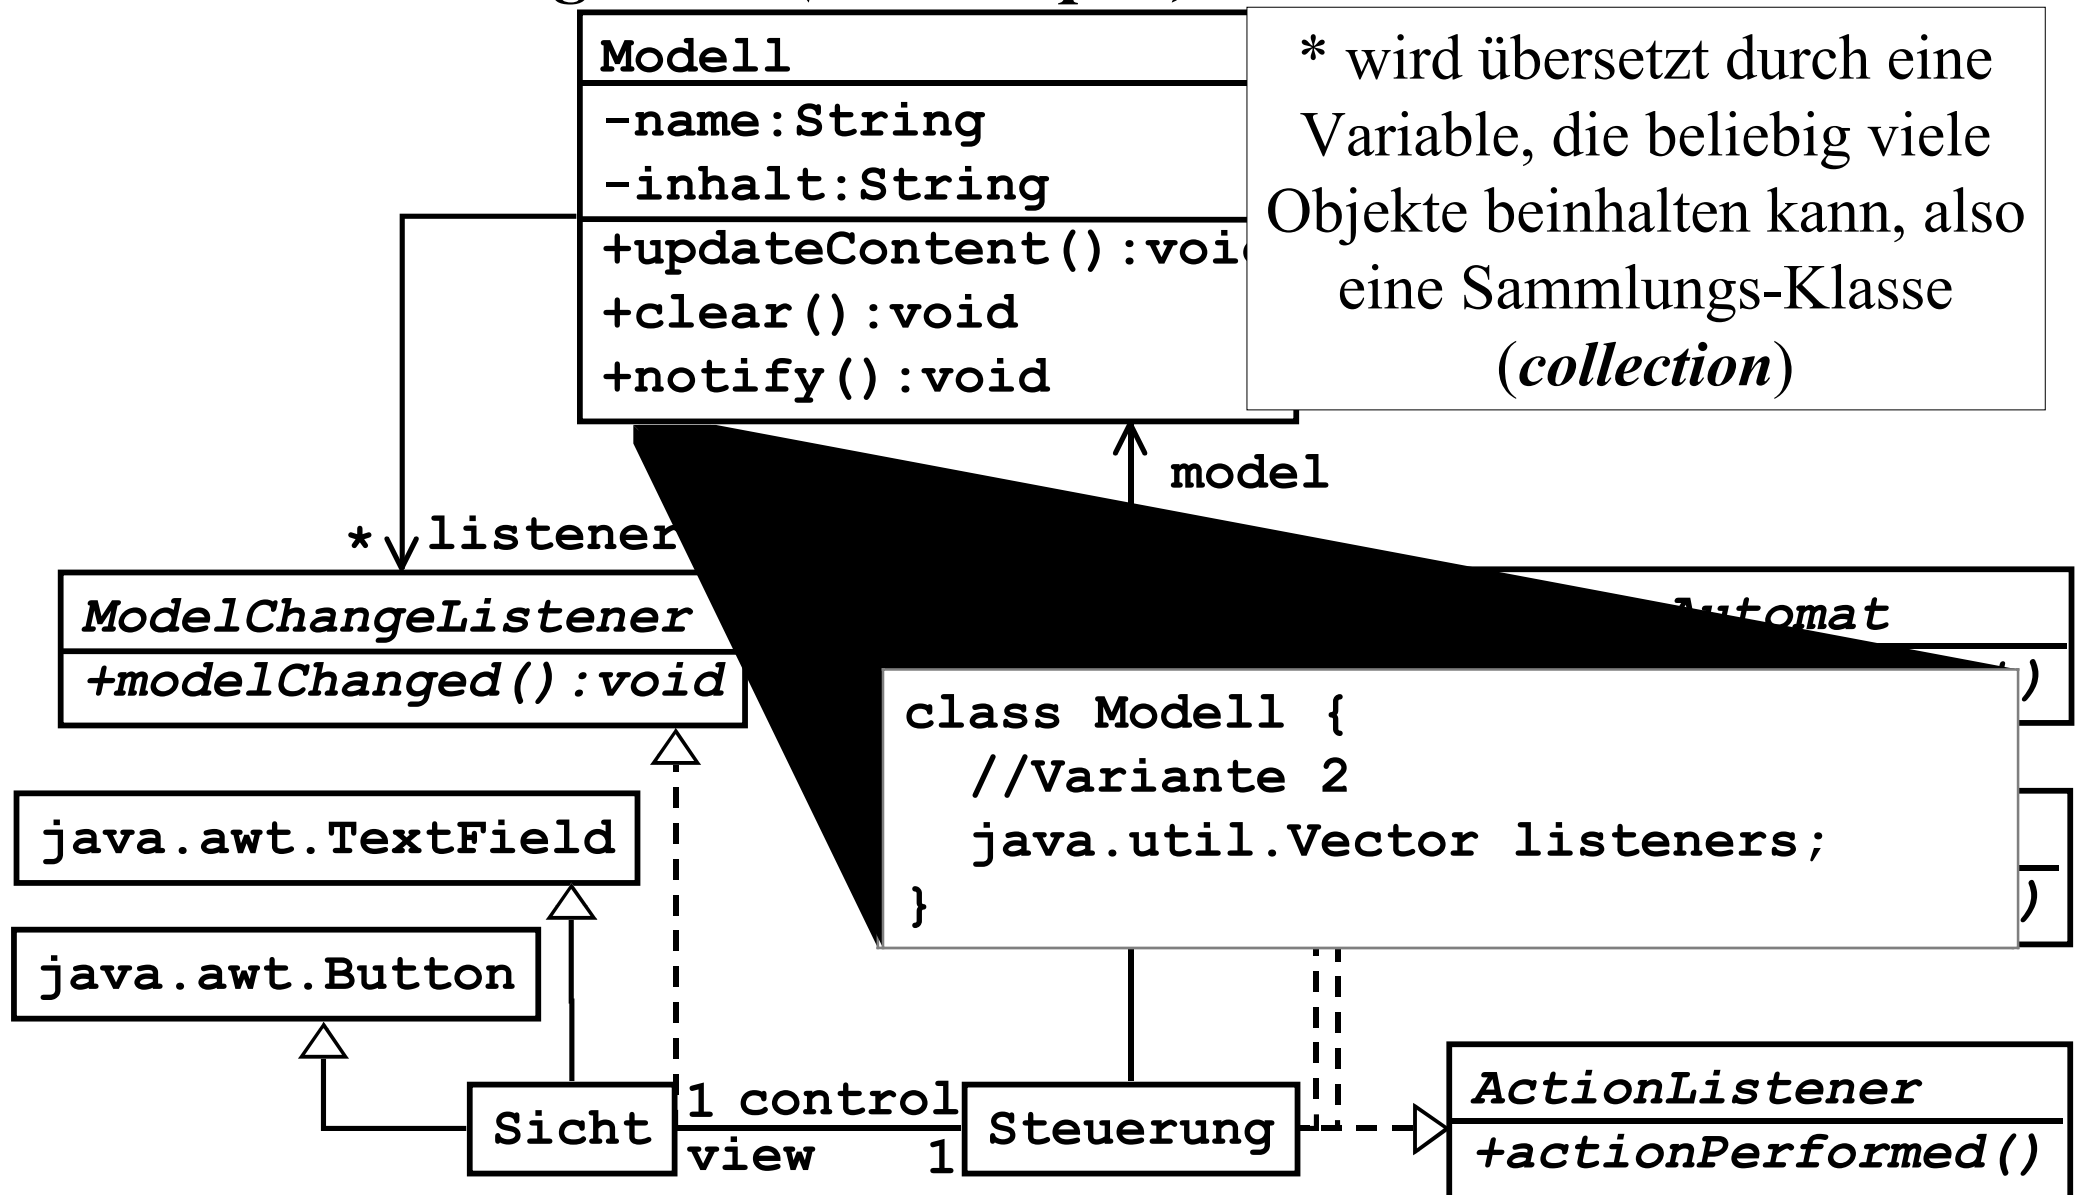 Modell
-name:String
-inhalt:String
+updateContent():voi
+clear():void
+notify():void
* wird übersetzt durch eine
Variable, die beliebig viele
Objekte beinhalten kann, also
eine Sammlungs-Klasse
(collection)
model
* listener
ModelChangeListener
+modelChanged():void
Automat
)
class Modell {
//Variante 2
java.util.Vector listeners;
}
)
java.awt.TextField
java.awt.Button
Sicht
1 control
view 1
Steuerung
ActionListener
+actionPerformed()